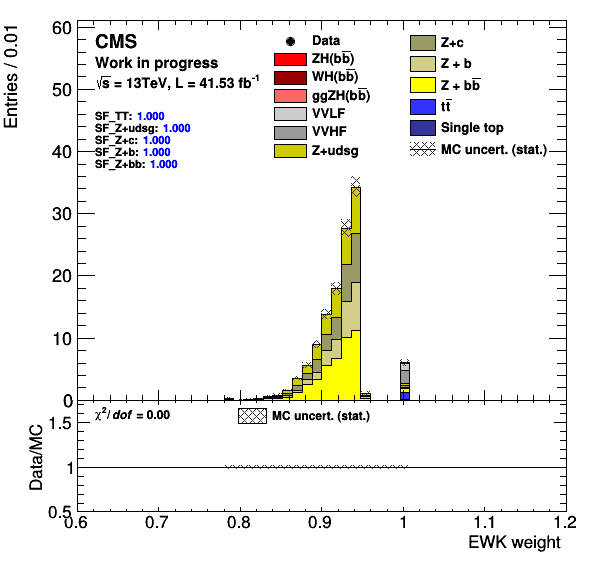 CMS
Work in progress
√s = 13TeV, L = 41.53 fb⁻¹
SF_TT: 1.000
SF_Z+udsg: 1.000
SF_Z+c: 1.000
SF_Z+b: 1.000
SF_Z+bb: 1.000
Data
ZH(bb̅)
WH(bb̅)
ggZH(bb̅)
VVLF
VVHF
Z+udsg
Z+c
Z + b
Z + bb̅
tt̅
Single top
MC uncert. (stat.)
Entries / 0.01
60
50
40
30
20
10
0
χ²/dof = 0.00
MC uncert. (stat.)
Data/MC
1.5
1
0.5
0.6 0.7 0.8 0.9 1 1.1 1.2
EWK weight